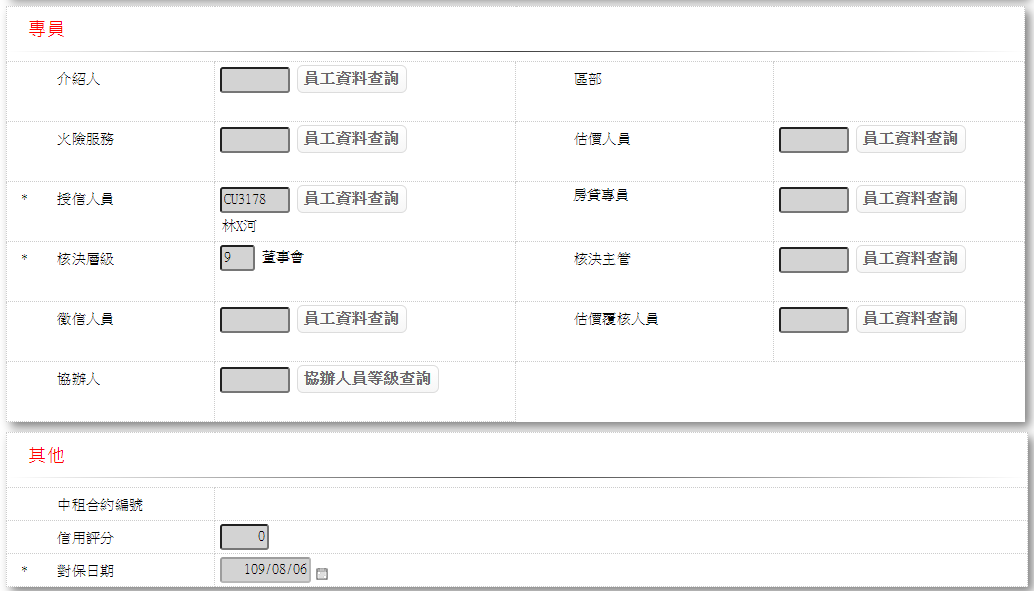 專員
介紹人 員工資料查詢 區部
火險服務 員工資料查詢 估價人員 員工資料查詢
* 授信人員 CU3178 員工資料查詢 房貸專員 員工資料查詢
林X河
* 核決層級 9 董事會 核決主管 員工資料查詢
徵信人員 員工資料查詢 估價覆核人員 員工資料查詢
協辦人 協辦人員等級查詢
其他
中租合約編號
信用評分 0
* 對保日期 109/08/06